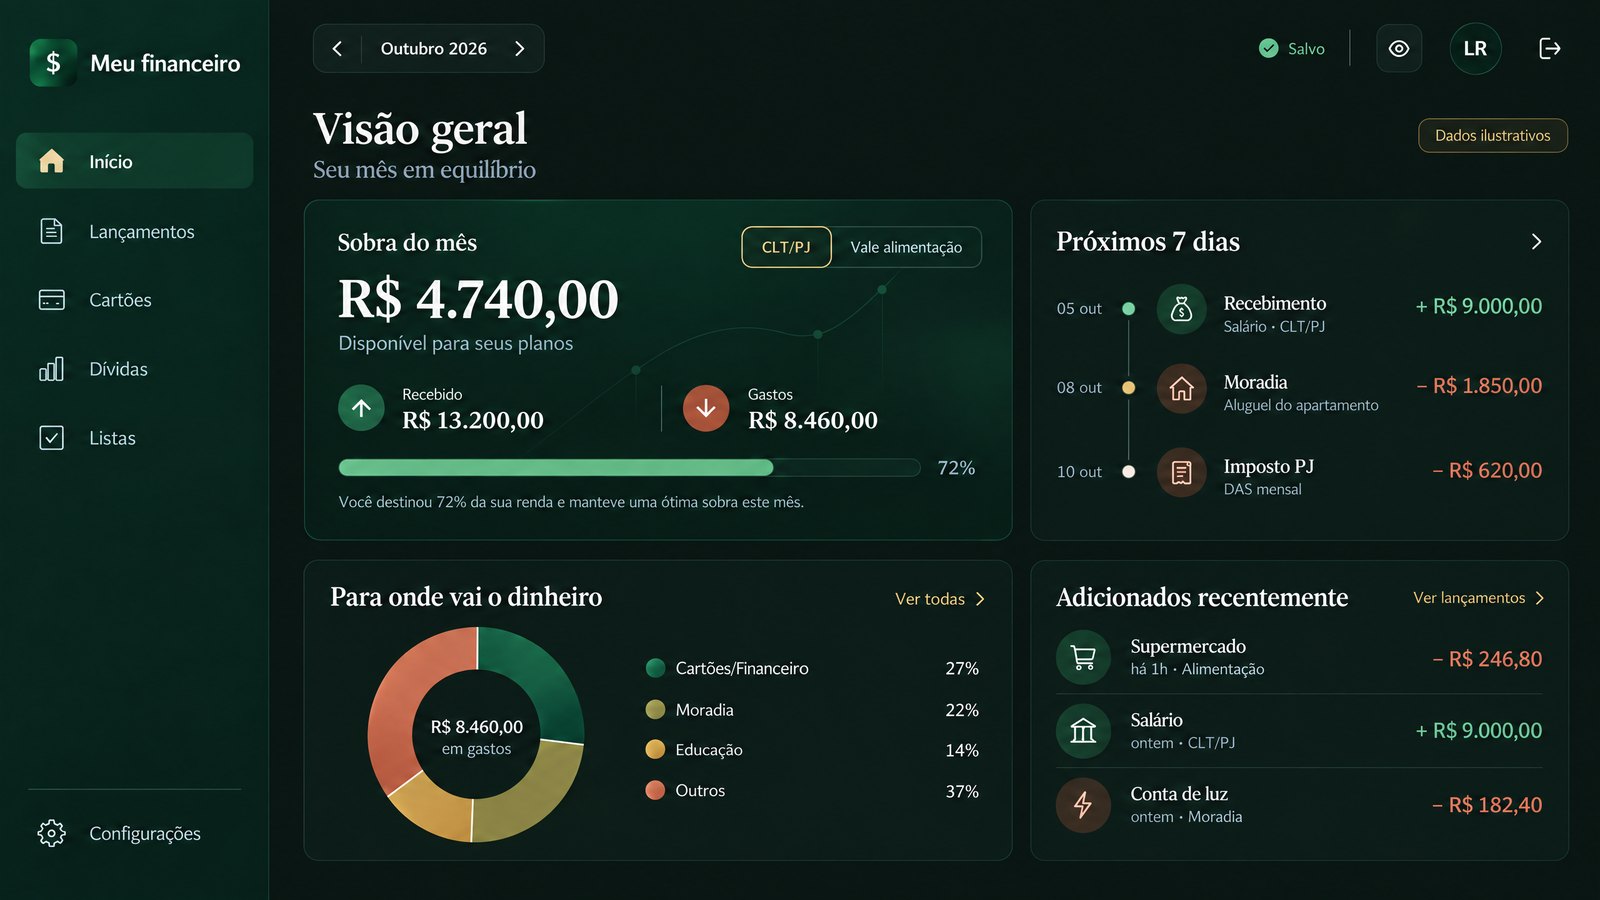 $
Meu financeiro
Início
Lançamentos
Cartões
Dívidas
Listas
Configurações
Outubro 2026
Salvo
LR
Visão geral
Seu mês em equilíbrio
Dados ilustrativos
Sobra do mês
CLT/PJ
Vale alimentação
R$ 4.740,00
Disponível para seus planos
Recebido
R$ 13.200,00
Gastos
R$ 8.460,00
72%
Você destinou 72% da sua renda e manteve uma ótima sobra este mês.
Próximos 7 dias
05 out
Recebimento
Salário • CLT/PJ
+ R$ 9.000,00
08 out
Moradia
Aluguel do apartamento
– R$ 1.850,00
10 out
Imposto PJ
DAS mensal
– R$ 620,00
Para onde vai o dinheiro
Ver todas
R$ 8.460,00
em gastos
Cartões/Financeiro 27%
Moradia 22%
Educação 14%
Outros 37%
Adicionados recentemente
Ver lançamentos
Supermercado
há 1h • Alimentação
– R$ 246,80
Salário
ontem • CLT/PJ
+ R$ 9.000,00
Conta de luz
ontem • Moradia
– R$ 182,40